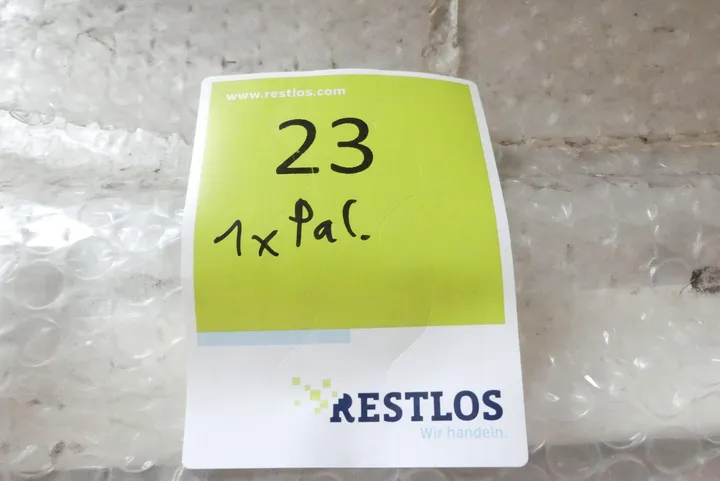 www.restlos.com
23
1x Pal.
RESTLOS
Wir handeln.